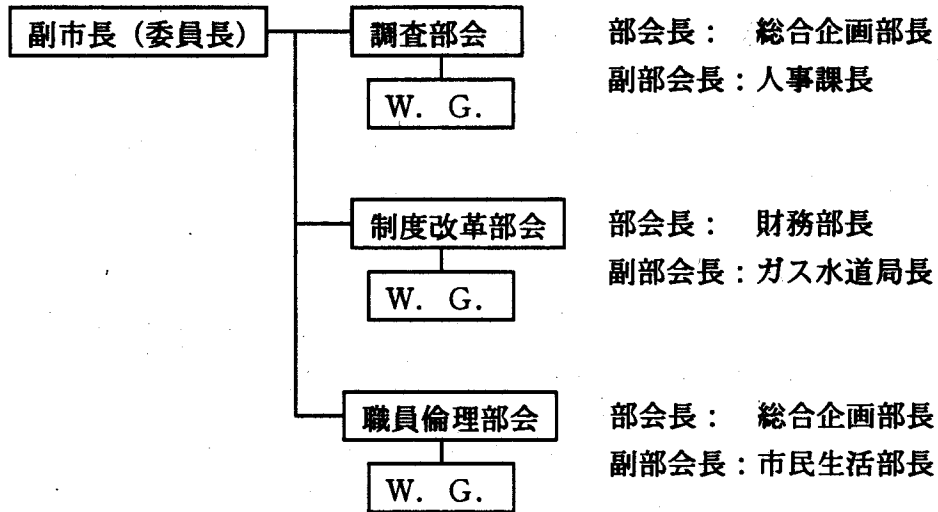 副市長（委員長）
調査部会
部会長： 総合企画部長
副部会長：人事課長
W. G.
制度改革部会
部会長： 財務部長
副部会長：ガス水道局長
W. G.
職員倫理部会
部会長： 総合企画部長
副部会長：市民生活部長
W. G.